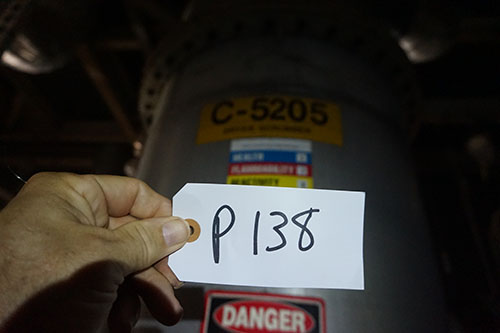 C-5205
HEALTH
FLAMMABILITY
REACTIVITY
P 138
DANGER